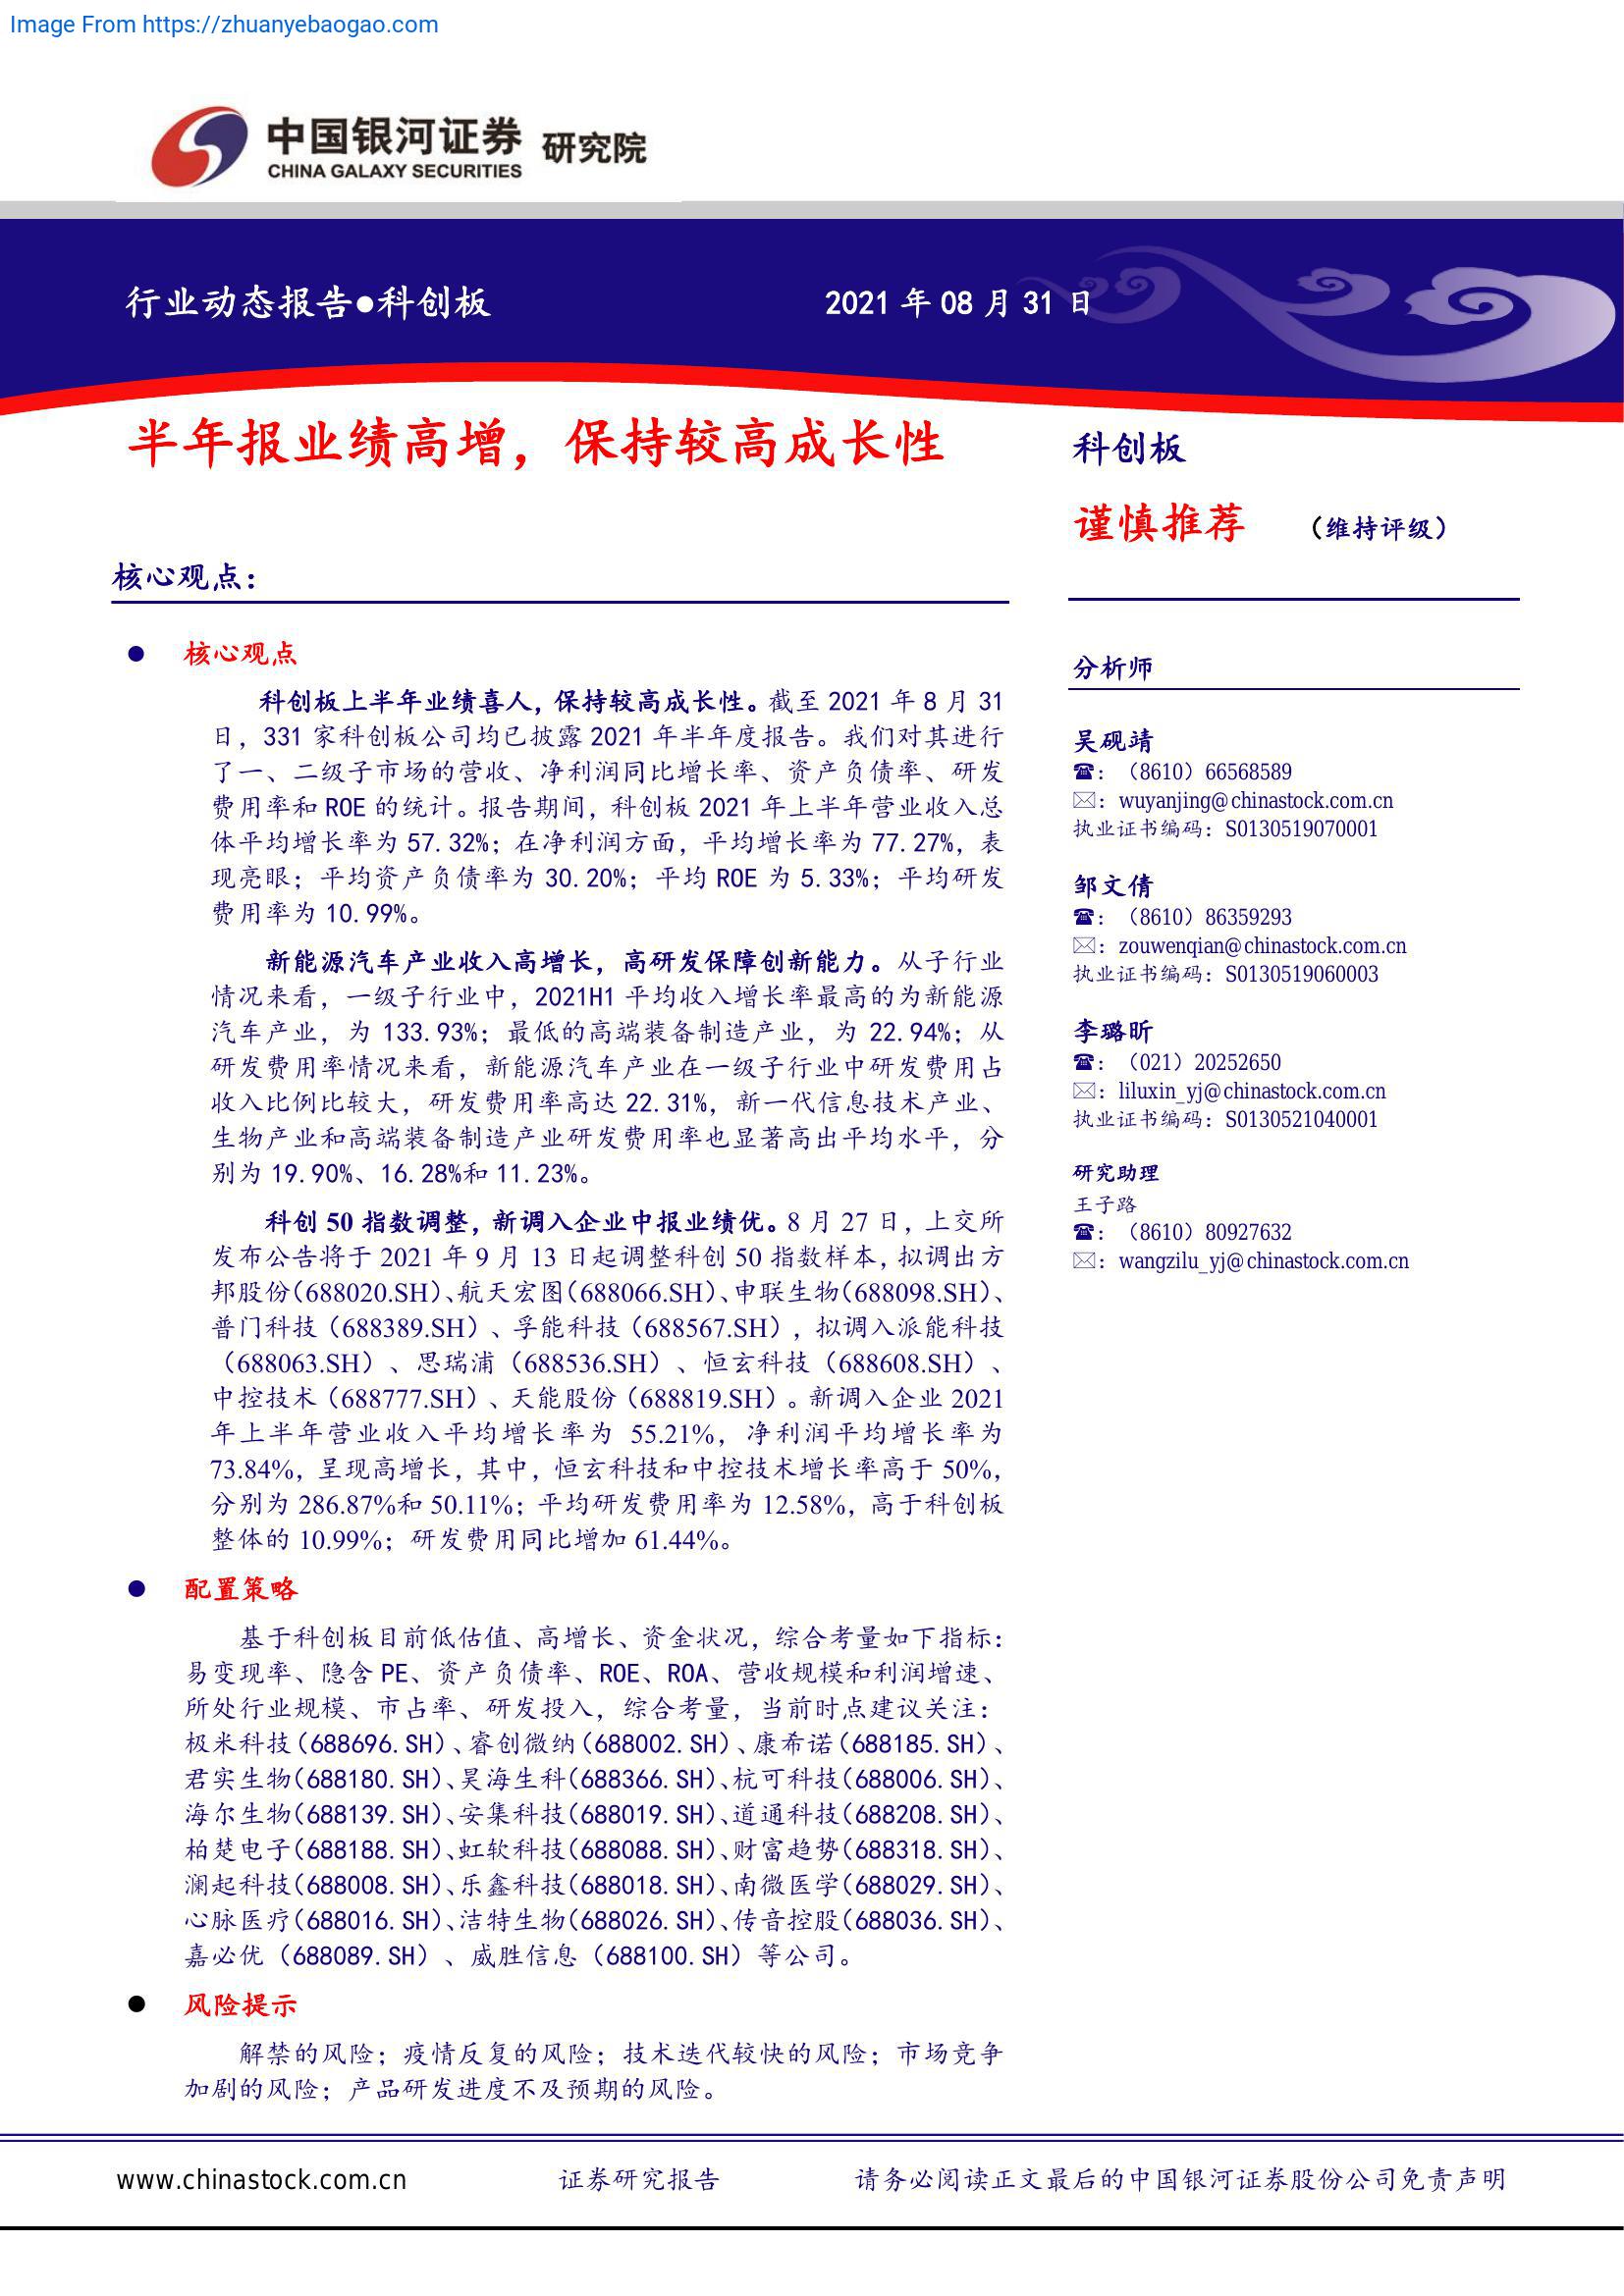 Image From https://zhuanyebaogao.com
中国银河证券 研究院
CHINA GALAXY SECURITIES
行业动态报告●科创板
2021 年 08 月 31 日
半年报业绩高增，保持较高成长性
核心观点：
● 核心观点
科创板上半年业绩喜人，保持较高成长性。截至 2021 年 8 月 31
日，331 家科创板公司均已披露 2021 年半年度报告。我们对其进行
了一、二级子市场的营收、净利润同比增长率、资产负债率、研发
费用率和 ROE 的统计。报告期间，科创板 2021 年上半年营业收入总
体平均增长率为 57.32%；在净利润方面，平均增长率为 77.27%，表
现亮眼；平均资产负债率为 30.20%；平均 ROE 为 5.33%；平均研发
费用率为 10.99%。
新能源汽车产业收入高增长，高研发保障创新能力。从子行业
情况来看，一级子行业中，2021H1 平均收入增长率最高的为新能源
汽车产业，为 133.93%；最低的高端装备制造产业，为 22.94%；从
研发费用率情况来看，新能源汽车产业在一级子行业中研发费用占
收入比例比较大，研发费用率高达 22.31%，新一代信息技术产业、
生物产业和高端装备制造产业研发费用率也显著高出平均水平，分
别为 19.90%、16.28%和 11.23%。
科创 50 指数调整，新调入企业中报业绩优。8 月 27 日，上交所
发布公告将于 2021 年 9 月 13 日起调整科创 50 指数样本，拟调出方
邦股份（688020.SH）、航天宏图（688066.SH）、申联生物（688098.SH）、
普门科技（688389.SH）、孚能科技（688567.SH），拟调入派能科技
（688063.SH）、思瑞浦（688536.SH）、恒玄科技（688608.SH）、
中控技术（688777.SH）、天能股份（688819.SH）。新调入企业 2021
年上半年营业收入平均增长率为 55.21%，净利润平均增长率为
73.84%，呈现高增长，其中，恒玄科技和中控技术增长率高于 50%，
分别为 286.87%和 50.11%；平均研发费用率为 12.58%，高于科创板
整体的 10.99%；研发费用同比增加 61.44%。
● 配置策略
基于科创板目前低估值、高增长、资金状况，综合考量如下指标：
易变现率、隐含 PE、资产负债率、ROE、ROA、营收规模和利润增速、
所处行业规模、市占率、研发投入，综合考量，当前时点建议关注：
极米科技（688696.SH）、睿创微纳（688002.SH）、康希诺（688185.SH）、
君实生物（688180.SH）、昊海生科（688366.SH）、杭可科技（688006.SH）、
海尔生物（688139.SH）、安集科技（688019.SH）、道通科技（688208.SH）、
柏楚电子（688188.SH）、虹软科技（688088.SH）、财富趋势（688318.SH）、
澜起科技（688008.SH）、乐鑫科技（688018.SH）、南微医学（688029.SH）、
心脉医疗（688016.SH）、洁特生物（688026.SH）、传音控股（688036.SH）、
嘉必优（688089.SH）、威胜信息（688100.SH）等公司。
● 风险提示
解禁的风险；疫情反复的风险；技术迭代较快的风险；市场竞争
加剧的风险；产品研发进度不及预期的风险。
科创板
谨慎推荐 （维持评级）
分析师
吴砚靖
☎：（8610）66568589
✉：wuyanjing@chinastock.com.cn
执业证书编码：S0130519070001
邹文倩
☎：（8610）86359293
✉：zouwenqian@chinastock.com.cn
执业证书编码：S0130519060003
李璐昕
☎：（021）20252650
✉：liluxin_yj@chinastock.com.cn
执业证书编码：S0130521040001
研究助理
王子路
☎：（8610）80927632
✉：wangzilu_yj@chinastock.com.cn
www.chinastock.com.cn 证券研究报告 请务必阅读正文最后的中国银河证券股份公司免责声明